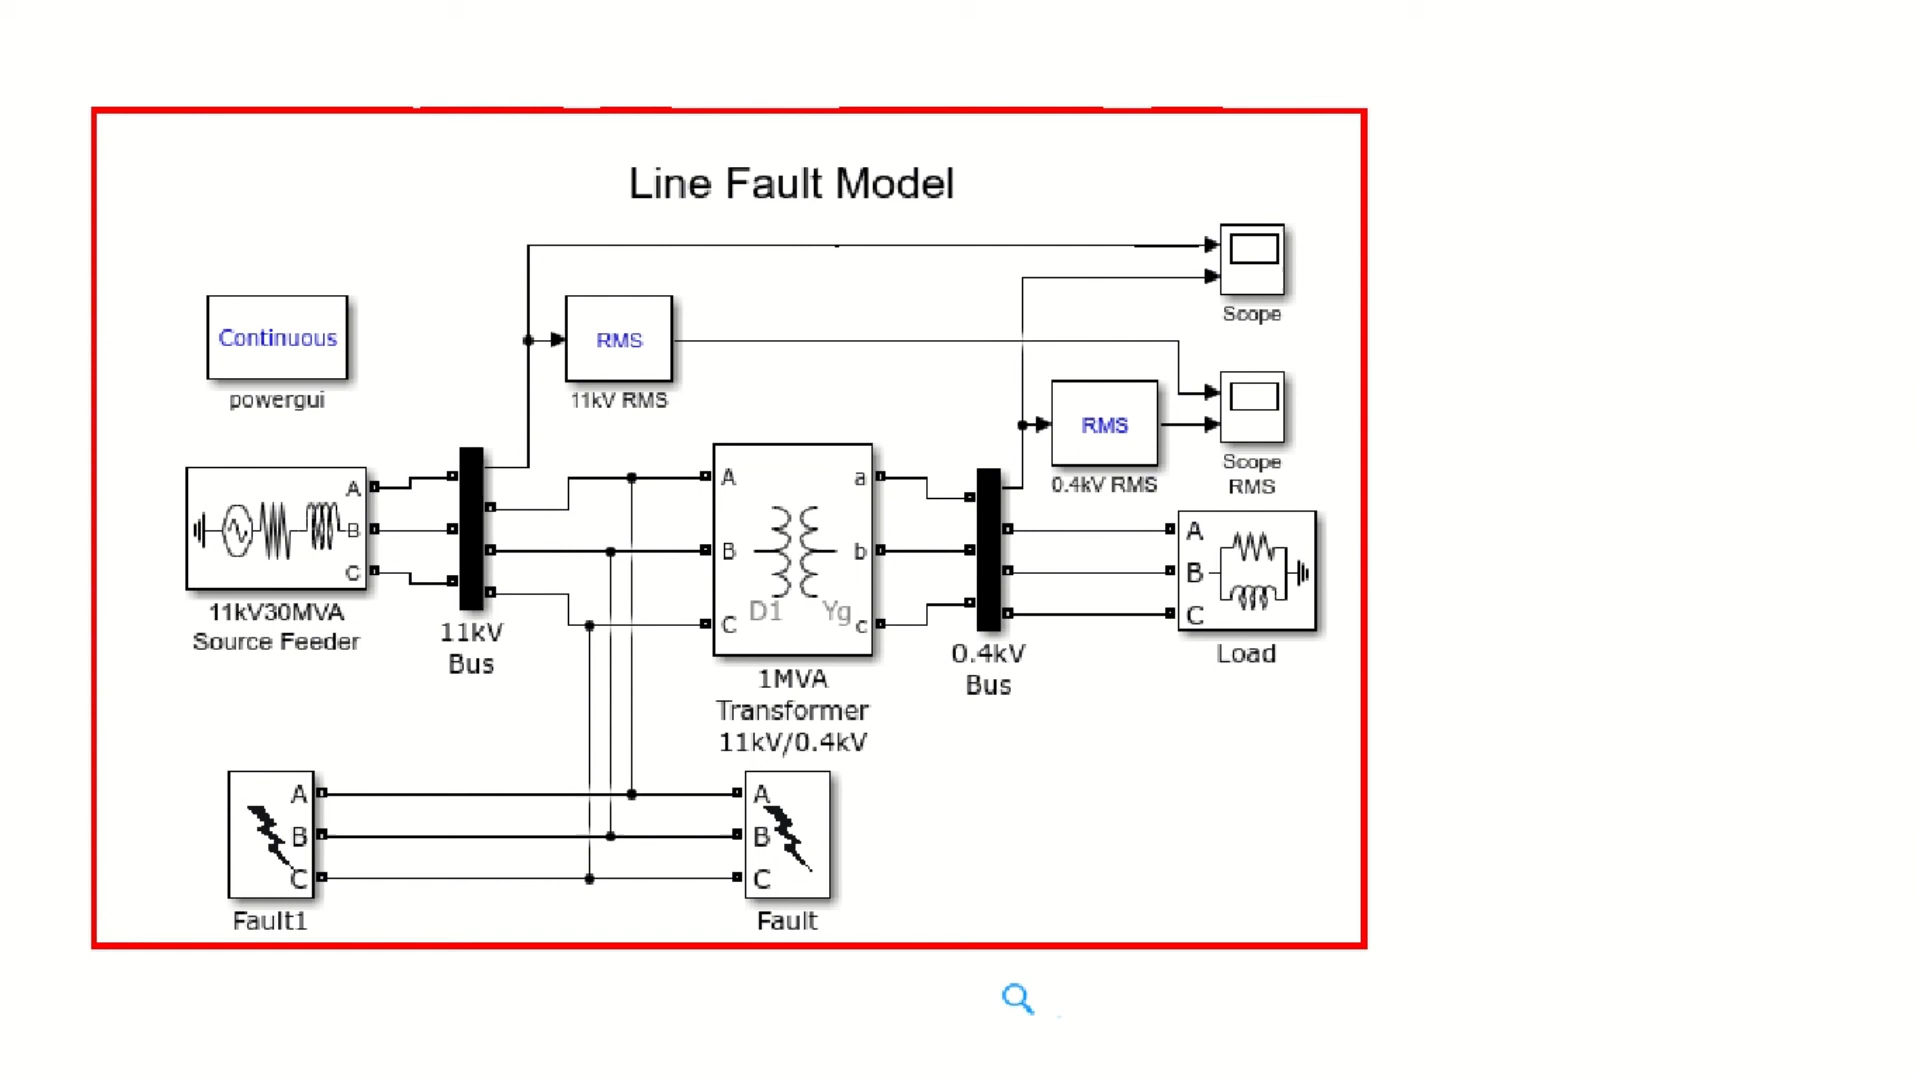 Line Fault Model
Scope
Continuous
powergui
RMS
11kV RMS
RMS
0.4kV RMS
Scope
RMS
A
B
C
11kV30MVA
Source Feeder
11kV
Bus
A
B
C
D1
Yg
a
b
c
1MVA
Transformer
11kV/0.4kV
0.4kV
Bus
A
B
C
Load
A
B
C
Fault1
A
B
C
Fault